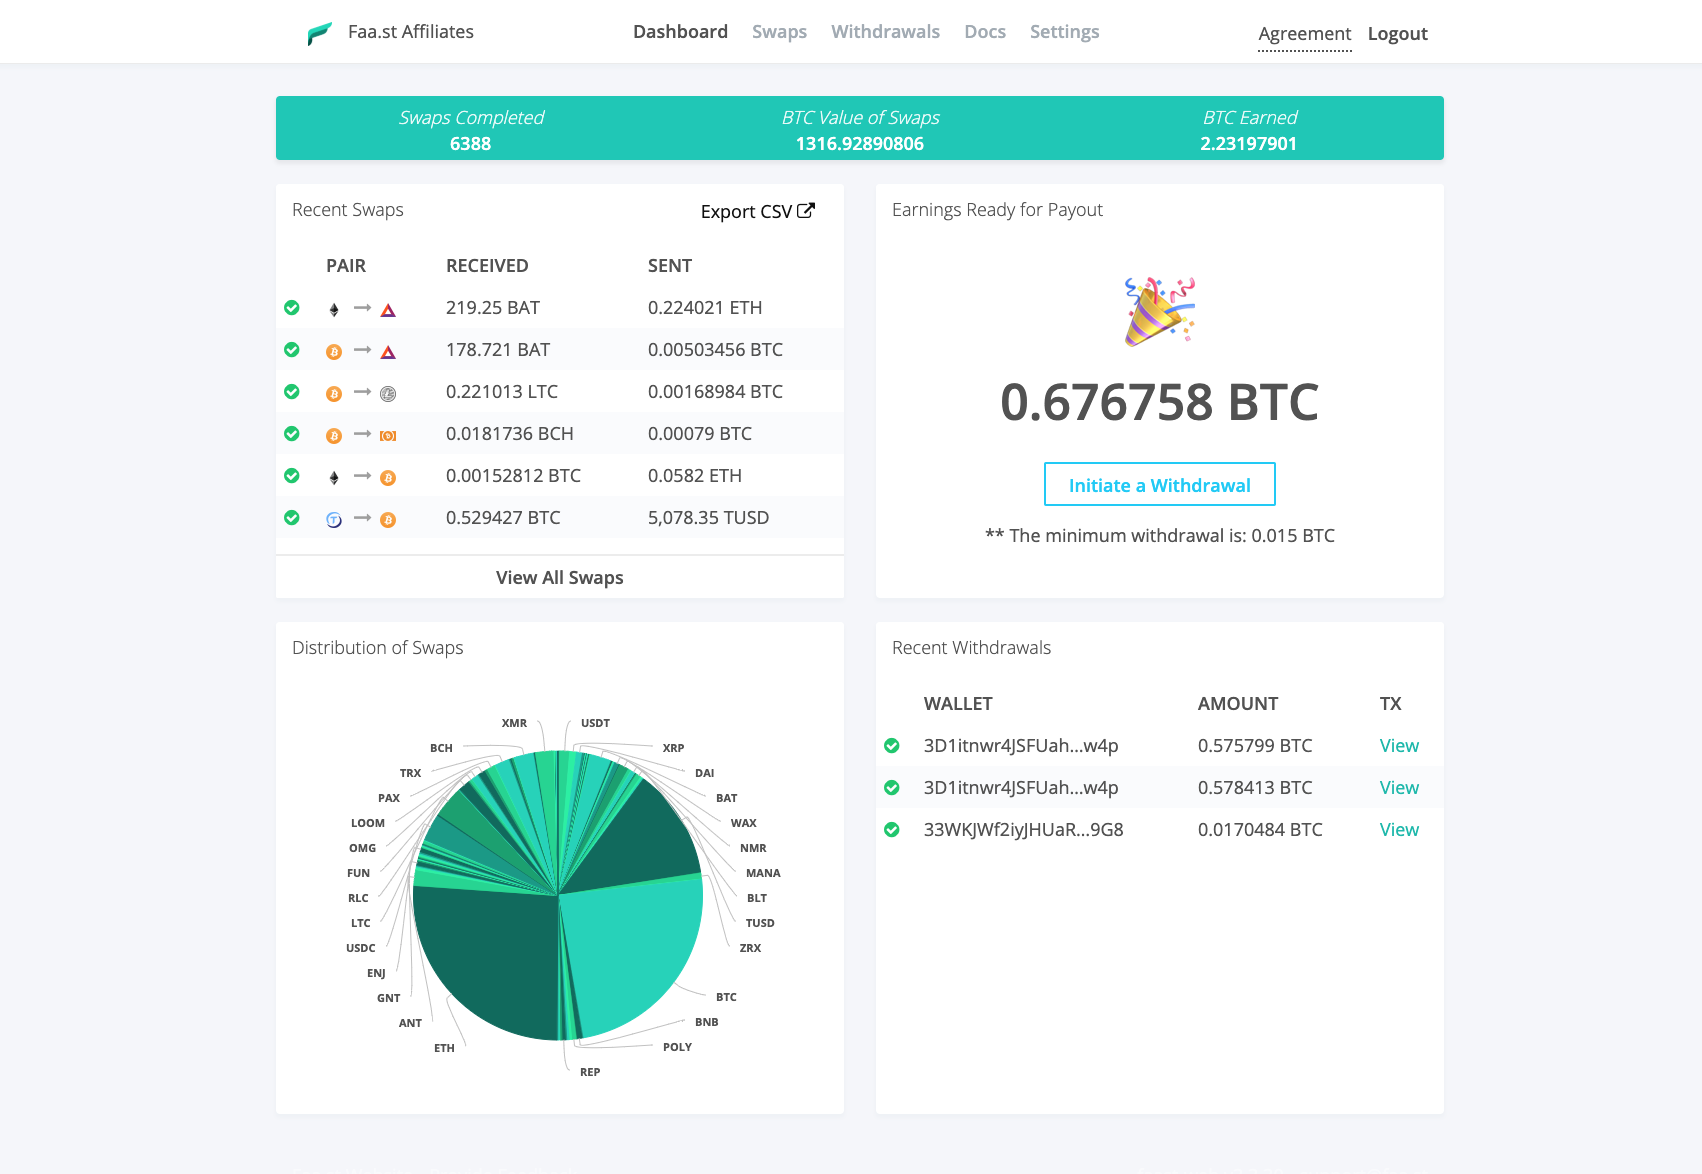 Faa.st Affiliates
Dashboard Swaps Withdrawals Docs Settings
Agreement Logout
Swaps Completed
6388
BTC Value of Swaps
1316.92890806
BTC Earned
2.23197901
Recent Swaps
Export CSV
PAIR RECEIVED SENT
219.25 BAT 0.224021 ETH
178.721 BAT 0.00503456 BTC
0.221013 LTC 0.00168984 BTC
0.0181736 BCH 0.00079 BTC
0.00152812 BTC 0.0582 ETH
0.529427 BTC 5,078.35 TUSD
View All Swaps
Earnings Ready for Payout
0.676758 BTC
Initiate a Withdrawal
** The minimum withdrawal is: 0.015 BTC
Distribution of Swaps
XMR
USDT
BCH
XRP
TRX
DAI
PAX
BAT
LOOM
WAX
OMG
NMR
FUN
MANA
RLC
BLT
LTC
TUSD
USDC
ZRX
ENJ
GNT
BTC
ANT
BNB
ETH
POLY
REP
Recent Withdrawals
WALLET AMOUNT TX
3D1itnwr4JSFUah...w4p 0.575799 BTC View
3D1itnwr4JSFUah...w4p 0.578413 BTC View
33WKJWf2iyJHUaR...9G8 0.0170484 BTC View